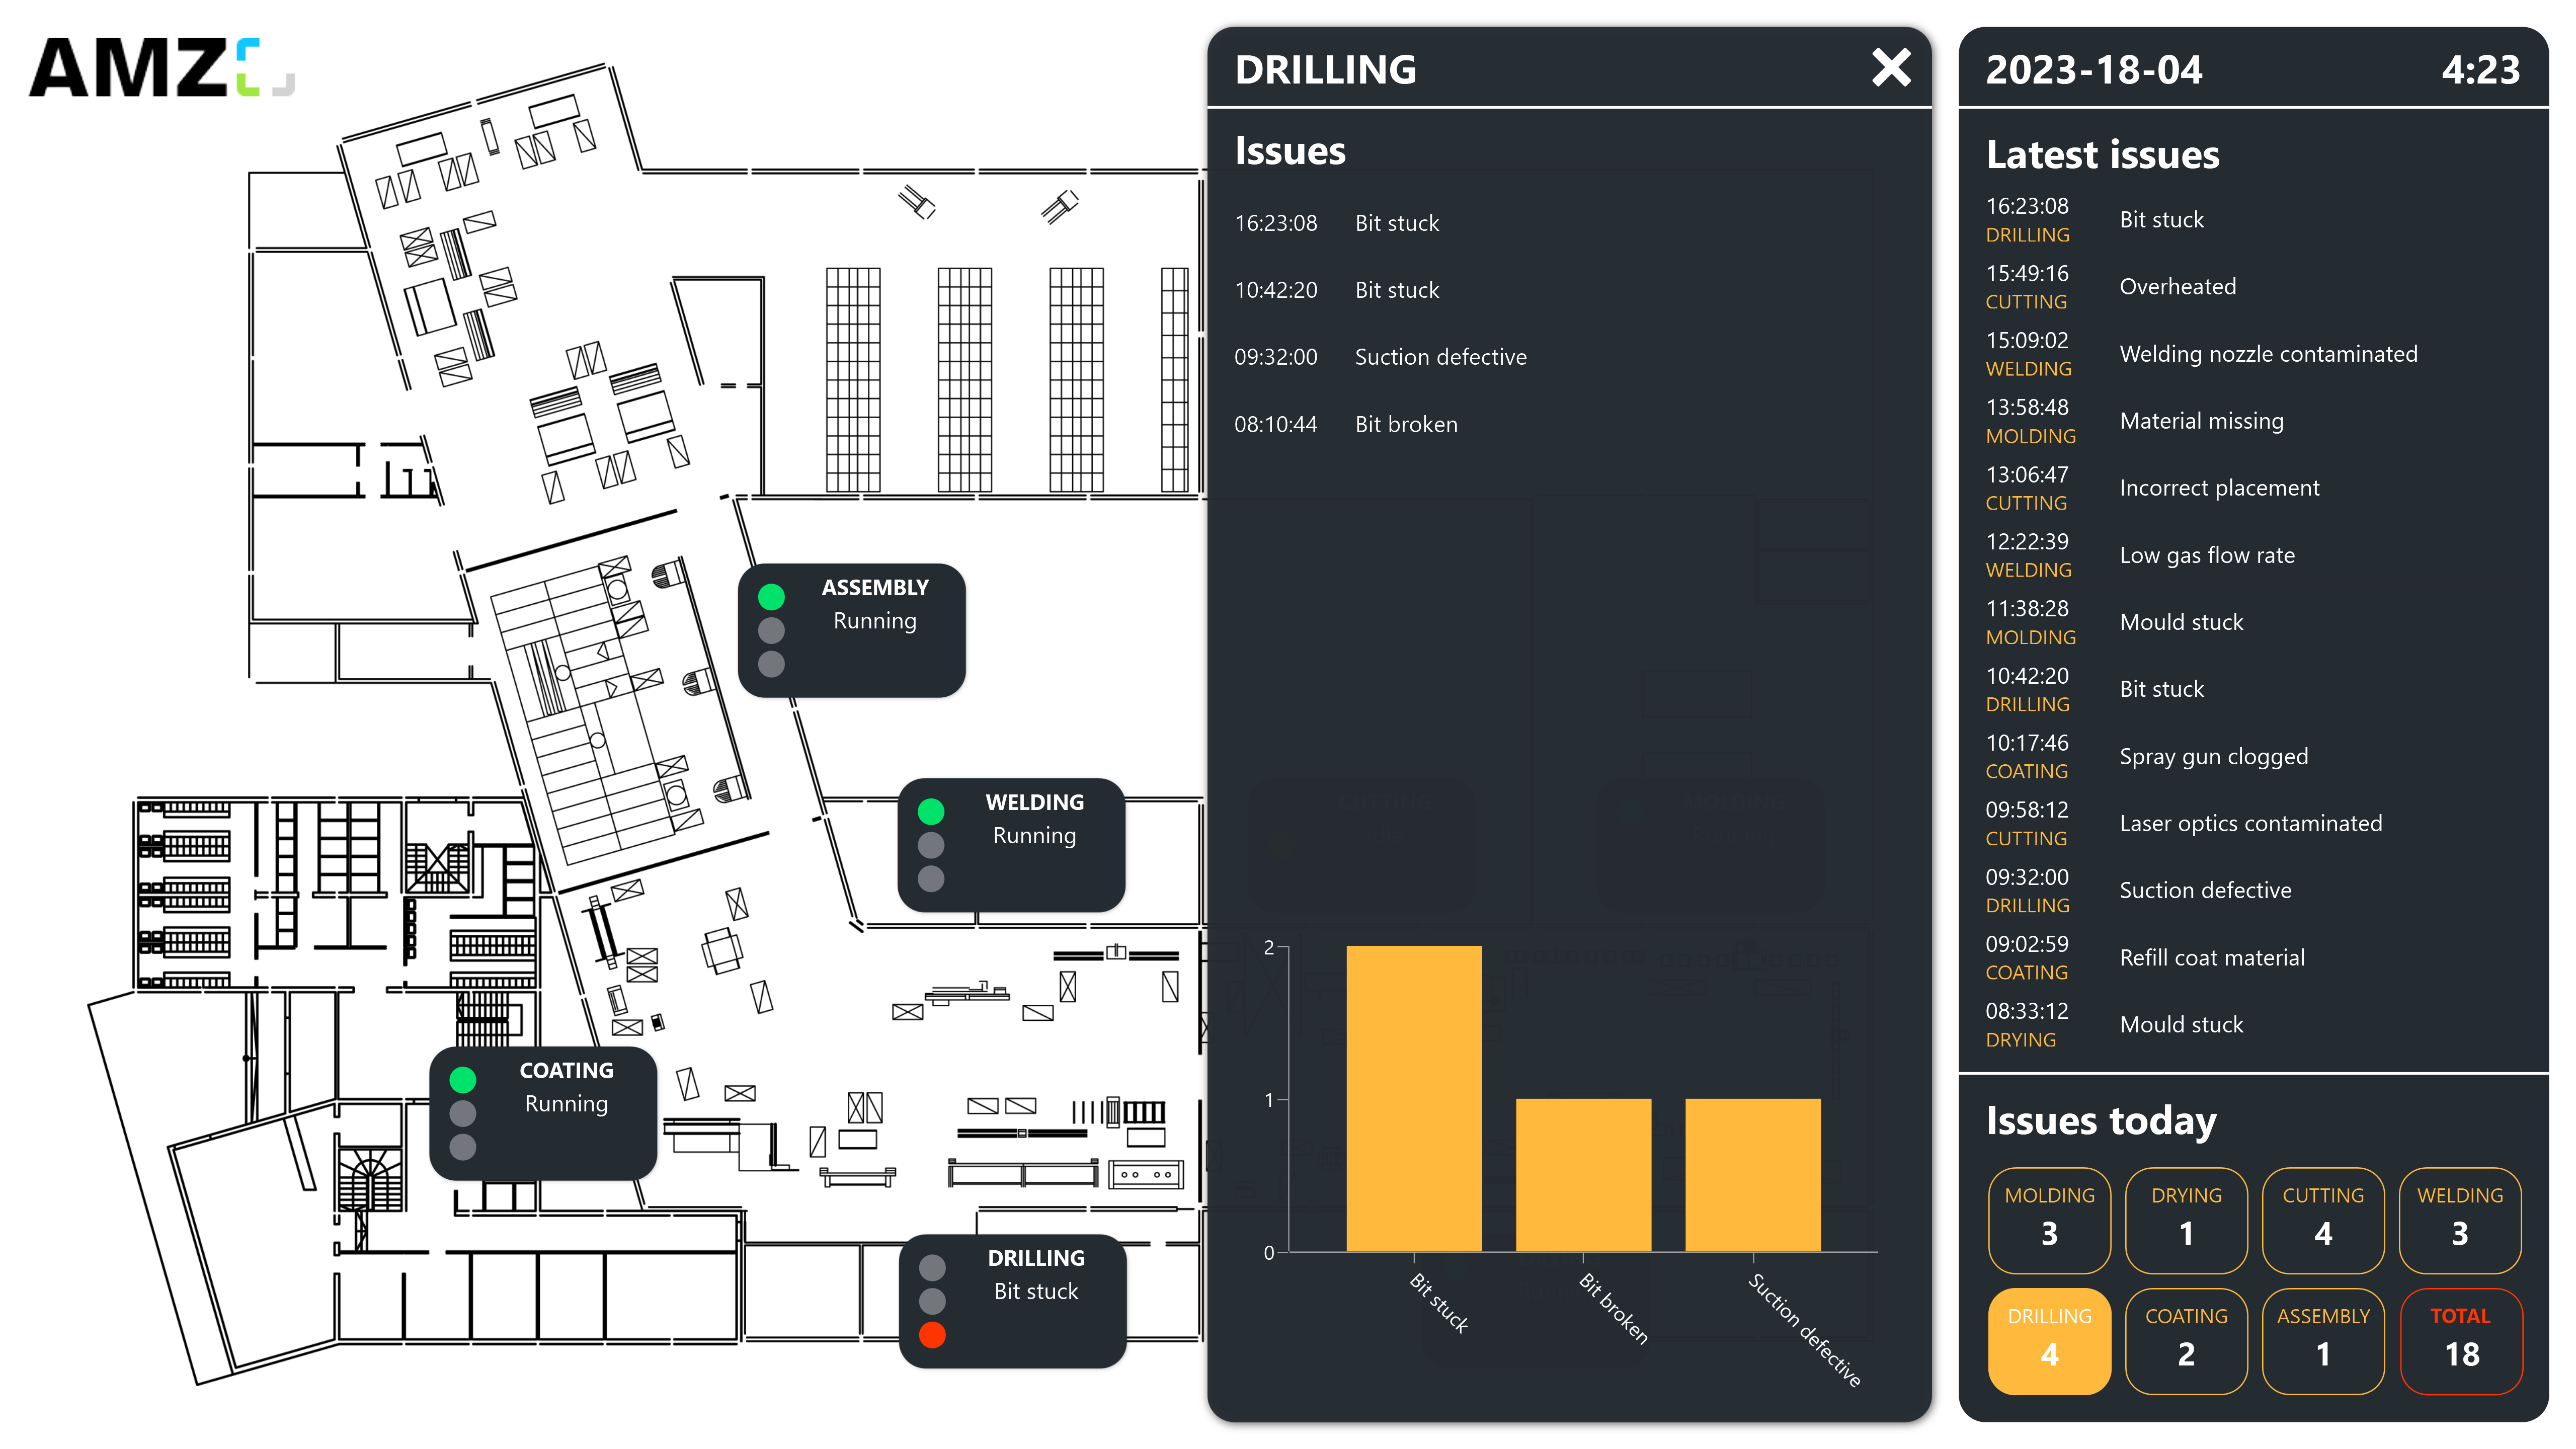 AMZ
ASSEMBLY
Running
WELDING
Running
COATING
Running
DRILLING
Bit stuck
DRILLING
Issues
16:23:08 Bit stuck
10:42:20 Bit stuck
09:32:00 Suction defective
08:10:44 Bit broken
2
1
0
Bit stuck
Bit broken
Suction defective
2023-18-04 4:23
Latest issues
16:23:08
DRILLING
Bit stuck
15:49:16
CUTTING
Overheated
15:09:02
WELDING
Welding nozzle contaminated
13:58:48
MOLDING
Material missing
13:06:47
CUTTING
Incorrect placement
12:22:39
WELDING
Low gas flow rate
11:38:28
MOLDING
Mould stuck
10:42:20
DRILLING
Bit stuck
10:17:46
COATING
Spray gun clogged
09:58:12
CUTTING
Laser optics contaminated
09:32:00
DRILLING
Suction defective
09:02:59
COATING
Refill coat material
08:33:12
DRYING
Mould stuck
Issues today
MOLDING
3
DRYING
1
CUTTING
4
WELDING
3
DRILLING
4
COATING
2
ASSEMBLY
1
TOTAL
18